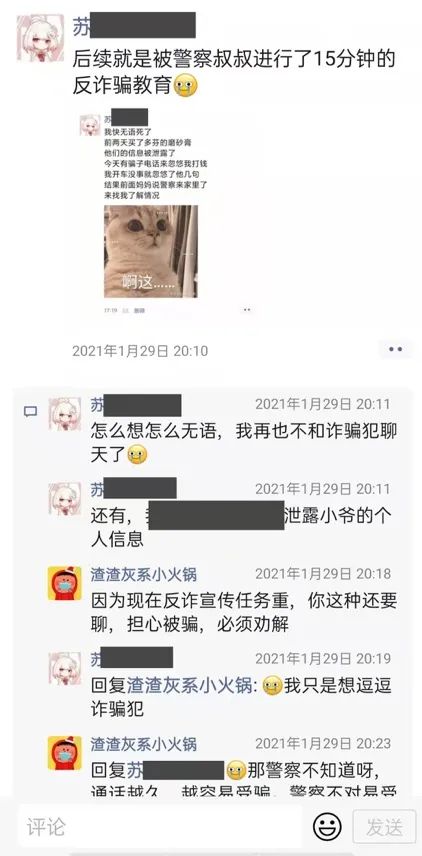 苏
后续就是被警察叔叔进行了15分钟的
反诈骗教育
苏
我快无语死了
前两天买了多芬的磨砂膏
他们的信息被泄露了
今天有骗子电话来忽悠我打钱
我开车没事就忽悠了他几句
结果前面妈妈说警察来家里了
来找我了解情况
啊这……
17:19 删除
2021年1月29日 20:10
苏 2021年1月29日 20:11
怎么想怎么无语，我再也不和诈骗犯聊
天了
苏 2021年1月29日 20:11
还有，泄露小爷的个
人信息
渣渣灰系小火锅 2021年1月29日 20:18
因为现在反诈宣传任务重，你这种还要
聊，担心被骗，必须劝解
苏 2021年1月29日 20:19
回复渣渣灰系小火锅: 我只是想逗逗
诈骗犯
渣渣灰系小火锅 2021年1月29日 20:23
回复苏 那警察不知道呀，
通话越久，越容易受骗，警察不对易受
评论
发送